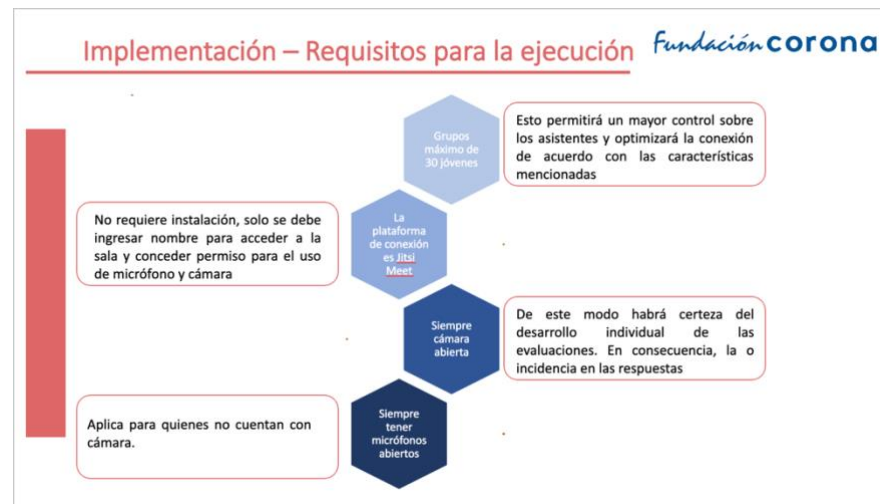 Implementación – Requisitos para la ejecución
Fundación corona
Grupos
máximo de
30 jóvenes
Esto permitirá un mayor control sobre
los asistentes y optimizará la conexión
de acuerdo con las características
mencionadas
La
plataforma
de conexión
es Jitsi
Meet
No requiere instalación, solo se debe
ingresar nombre para acceder a la
sala y conceder permiso para el uso
de micrófono y cámara
Siempre
cámara
abierta
De este modo habrá certeza del
desarrollo individual de las
evaluaciones. En consecuencia, la o
incidencia en las respuestas
Siempre
tener
micrófonos
abiertos
Aplica para quienes no cuentan con
cámara.